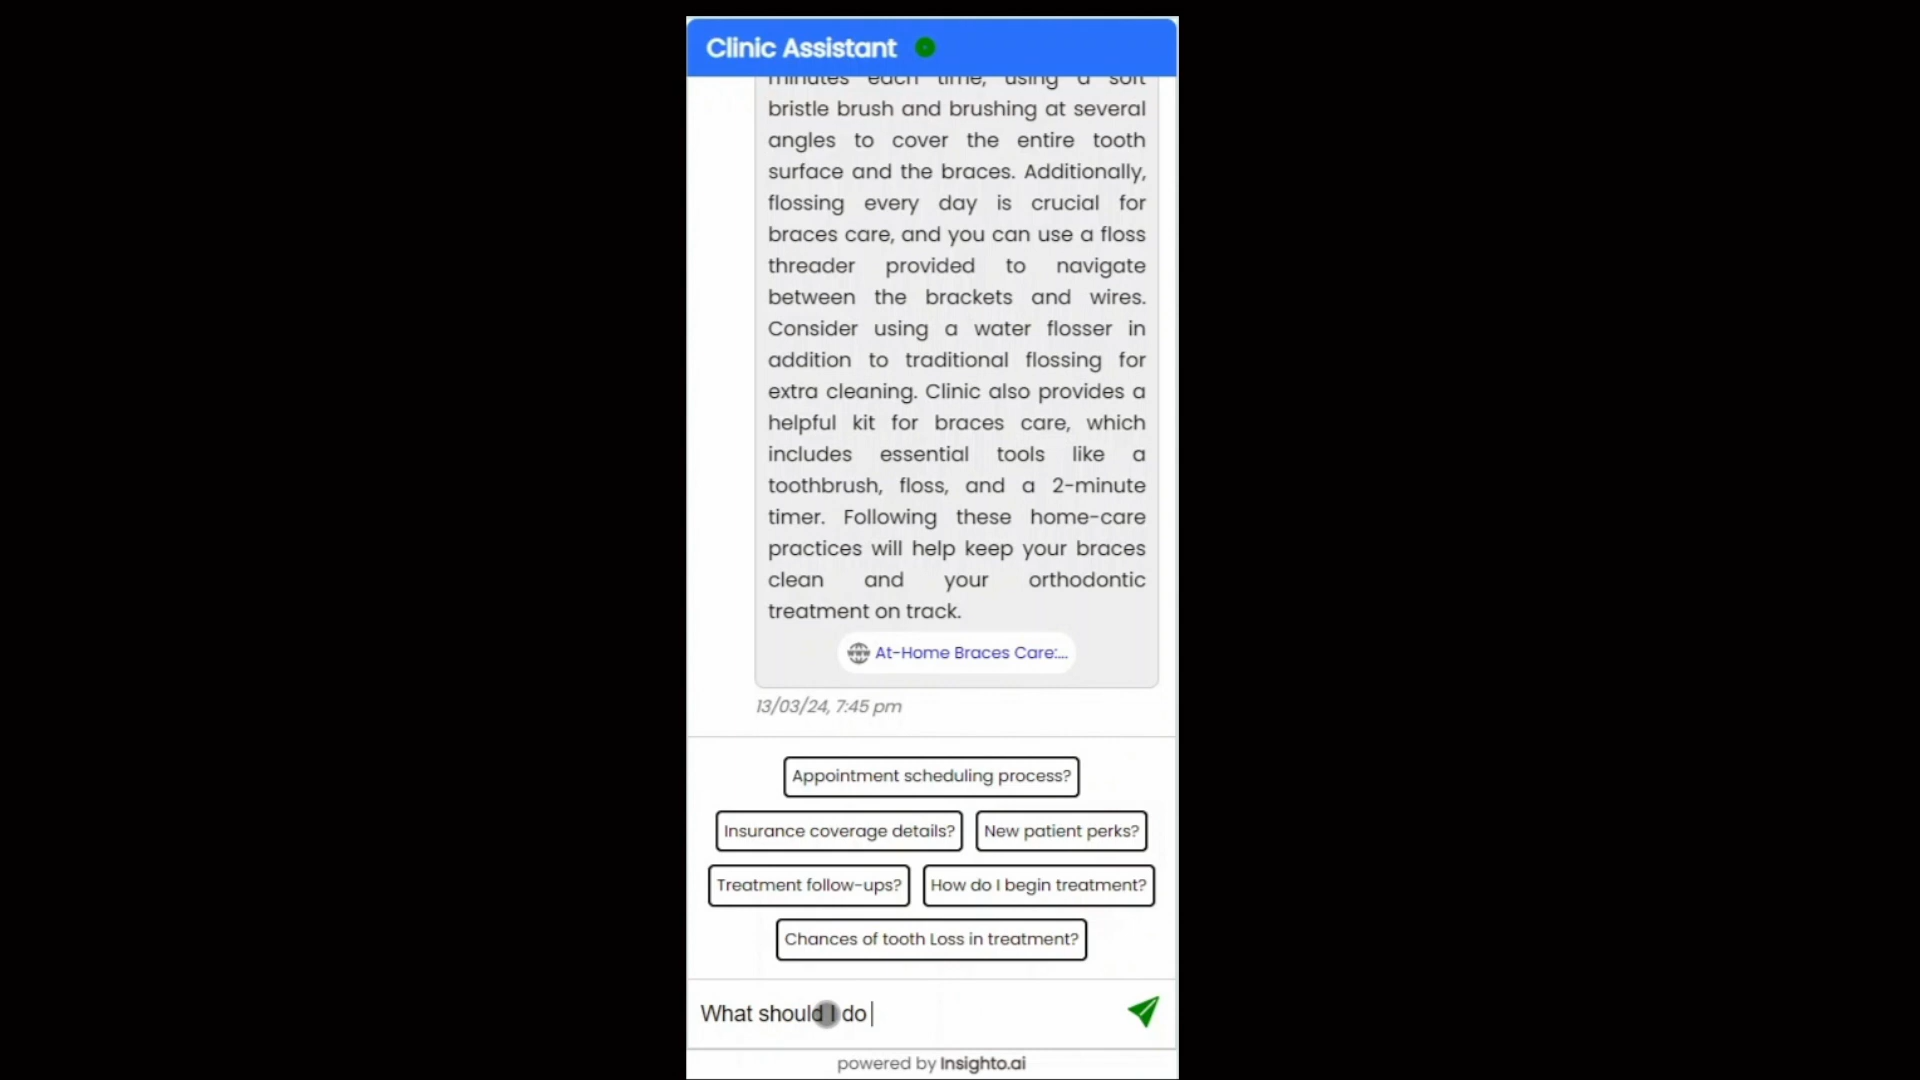 Clinic Assistant
minutes each time, using a soft
bristle brush and brushing at several
angles to cover the entire tooth
surface and the braces. Additionally,
flossing every day is crucial for
braces care, and you can use a floss
threader provided to navigate
between the brackets and wires.
Consider using a water flosser in
addition to traditional flossing for
extra cleaning. Clinic also provides a
helpful kit for braces care, which
includes essential tools like a
toothbrush, floss, and a 2-minute
timer. Following these home-care
practices will help keep your braces
clean and your orthodontic
treatment on track.
www At-Home Braces Care:...
13/03/24, 7:45 pm
Appointment scheduling process?
Insurance coverage details? New patient perks?
Treatment follow-ups? How do I begin treatment?
Chances of tooth Loss in treatment?
What should I do
powered by Insighto.ai